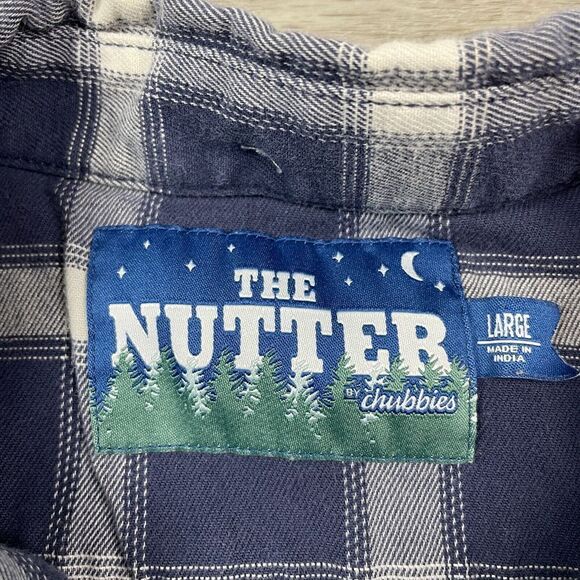 THE
NUTTER
BY chubbies
LARGE
MADE IN
INDIA